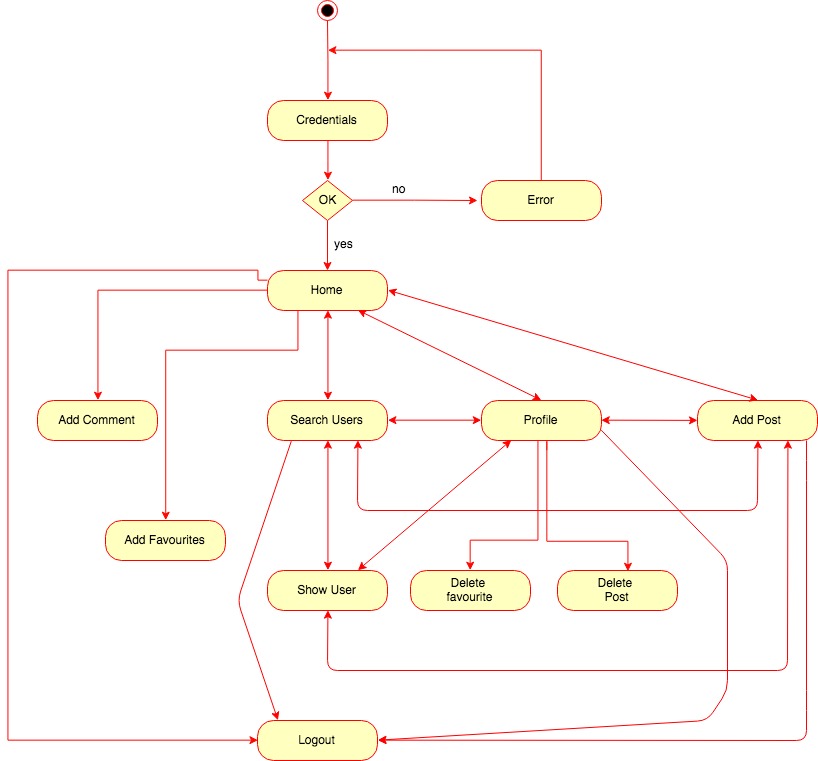 Credentials
OK
no
Error
yes
Home
Add Comment
Search Users
Profile
Add Post
Add Favourites
Show User
Delete
favourite
Delete
Post
Logout